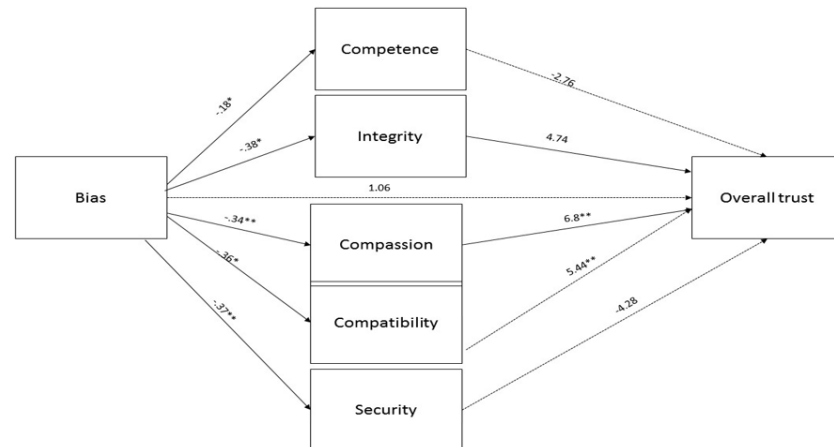 Competence
-.18*
-2.76
Integrity
-.38*
4.74
Bias
1.06
Overall trust
-.34**
Compassion
6.8**
-.36*
Compatibility
5.44**
-.37**
Security
-4.28